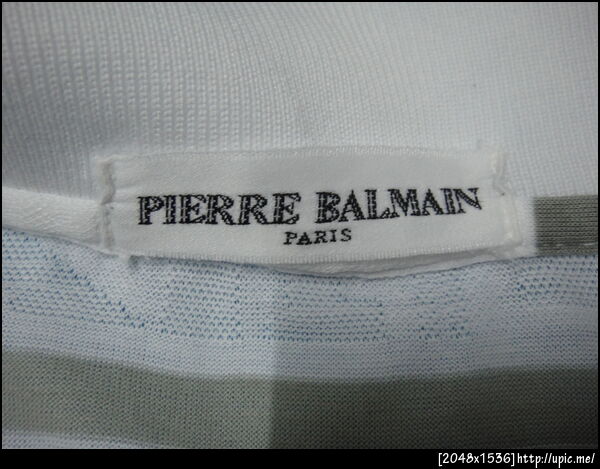 PIERRE BALMAIN
PARIS
[2048x1536]http://upic.me/